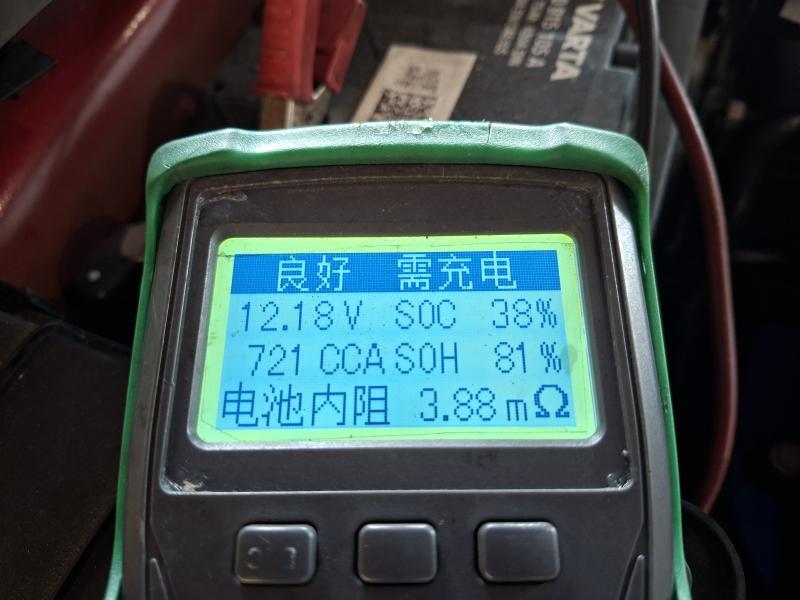 VARTA
良好 需充电
12.18V SOC 38%
721 CCA SOH 81%
电池内阻 3.88mΩ